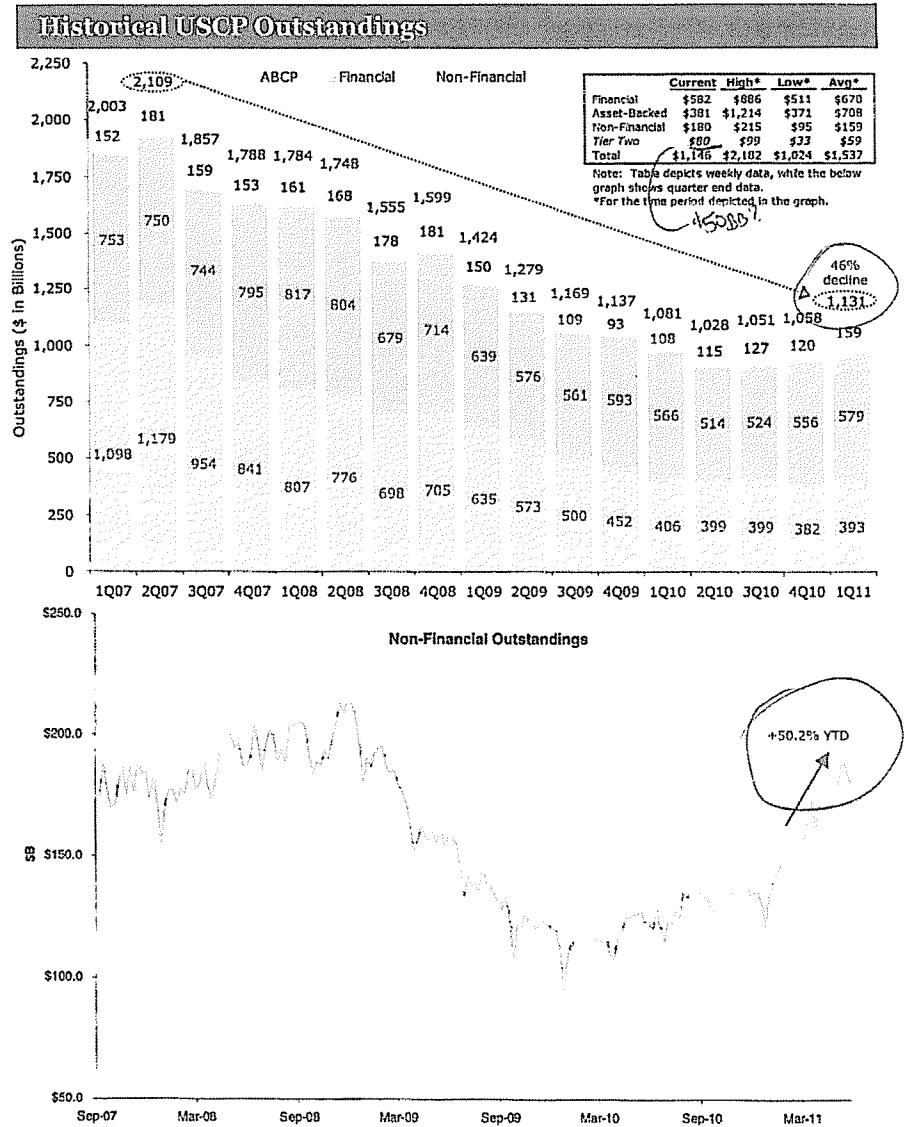 Historical USCP Outstandings
ABCP Financial Non-Financial
Current High* Low* Avg*
Financial $582 $886 $511 $670
Asset-Backed $381 $1,214 $371 $708
Non-Financial $180 $215 $95 $159
Tier Two $80 $99 $33 $59
Total $1,146 $2,182 $1,024 $1,537
Note: Table depicts weekly data, while the below
graph shows quarter end data.
*For the time period depicted in the graph.
46%
decline
Outstandings ($ in Billions)
2,250
2,000
1,750
1,500
1,250
1,000
750
500
250
0
2,003 2,109 1,857 1,788 1,784 1,748 1,555 1,599 1,424 1,279 1,169 1,137 1,081 1,028 1,051 1,058 1,131
152 181 159 153 161 168 178 181 150 131 109 93 108 115 127 120 159
753 750 744 795 817 804 679 714 639 576 561 593 566 514 524 556 579
1,098 1,179 954 841 807 776 698 705 635 573 500 452 406 399 399 382 393
1Q07 2Q07 3Q07 4Q07 1Q08 2Q08 3Q08 4Q08 1Q09 2Q09 3Q09 4Q09 1Q10 2Q10 3Q10 4Q10 1Q11
Non-Financial Outstandings
+50.2% YTD
$B
$250.0
$200.0
$150.0
$100.0
$50.0
Sep-07 Mar-08 Sep-08 Mar-09 Sep-09 Mar-10 Sep-10 Mar-11